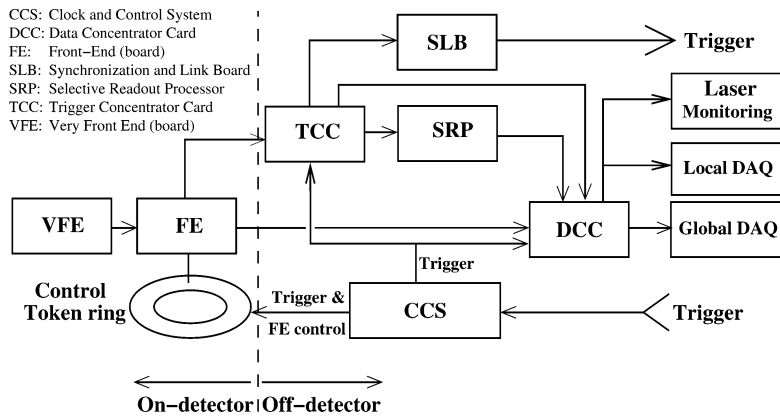 CCS: Clock and Control System
DCC: Data Concentrator Card
FE: Front-End (board)
SLB: Synchronization and Link Board
SRP: Selective Readout Processor
TCC: Trigger Concentrator Card
VFE: Very Front End (board)
SLB
Trigger
Laser
Monitoring
TCC
SRP
Local DAQ
VFE
FE
DCC
Global DAQ
Trigger
Control
Token ring
Trigger &
FE control
CCS
Trigger
On-detector
Off-detector